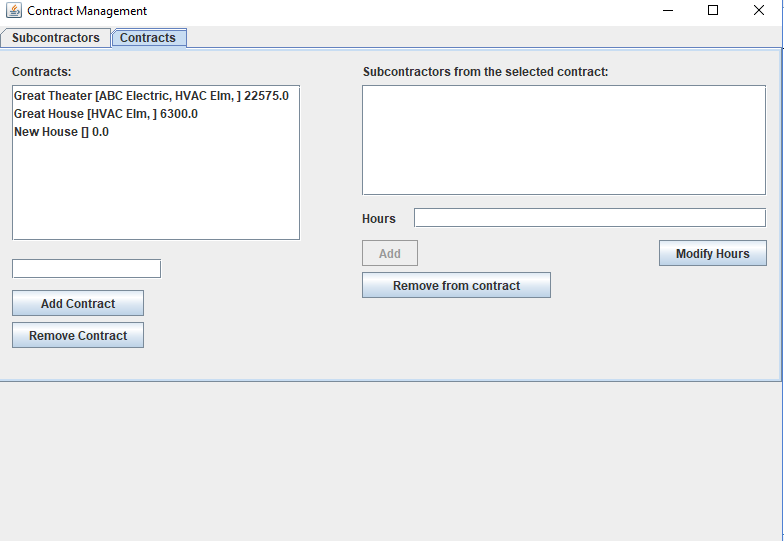 Contract Management
Subcontractors Contracts
Contracts:
Great Theater [ABC Electric, HVAC Elm, ] 22575.0
Great House [HVAC Elm, ] 6300.0
New House [] 0.0
Add Contract
Remove Contract
Subcontractors from the selected contract:
Hours
Add
Modify Hours
Remove from contract